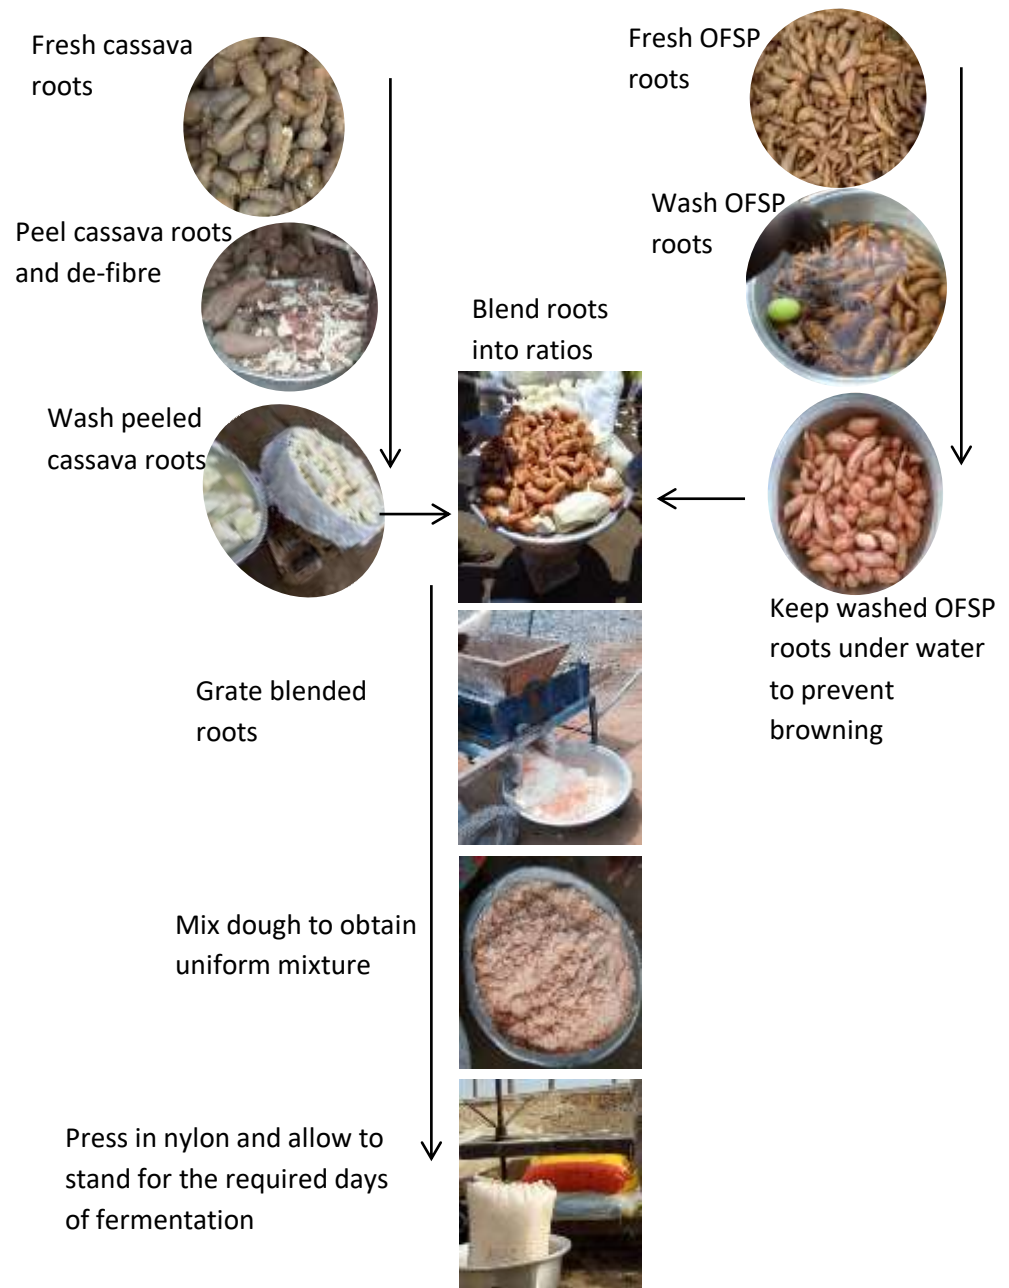 Fresh cassava
roots
Peel cassava roots
and de-fibre
Wash peeled
cassava roots
Fresh OFSP
roots
Wash OFSP
roots
Keep washed OFSP
roots under water
to prevent
browning
Blend roots
into ratios
Grate blended
roots
Mix dough to obtain
uniform mixture
Press in nylon and allow to
stand for the required days
of fermentation